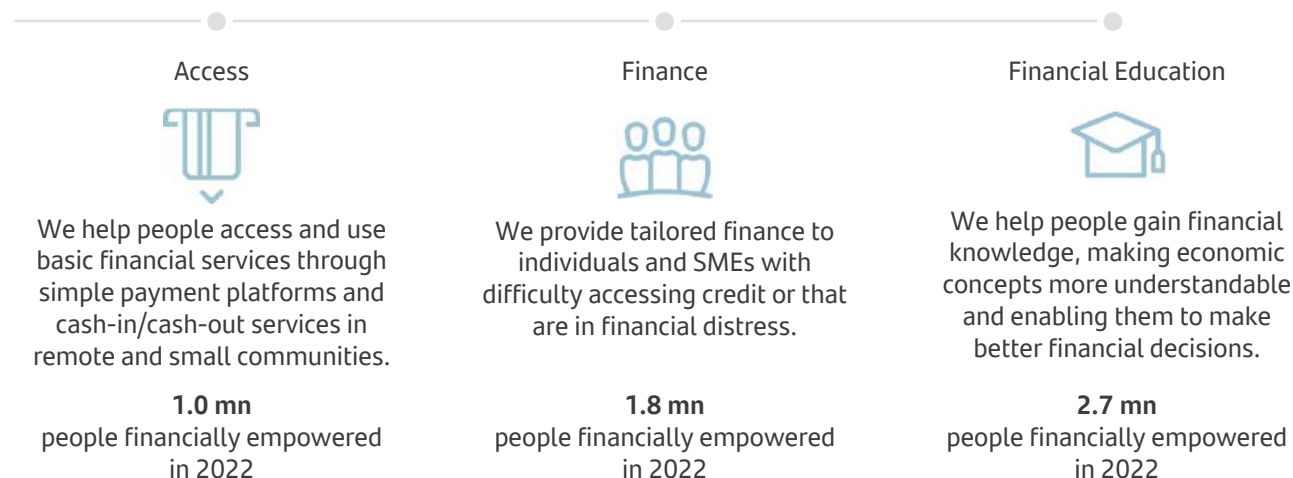 Access
We help people access and use
basic financial services through
simple payment platforms and
cash-in/cash-out services in
remote and small communities.
1.0 mn
people financially empowered
in 2022
Finance
We provide tailored finance to
individuals and SMEs with
difficulty accessing credit or that
are in financial distress.
1.8 mn
people financially empowered
in 2022
Financial Education
We help people gain financial
knowledge, making economic
concepts more understandable
and enabling them to make
better financial decisions.
2.7 mn
people financially empowered
in 2022